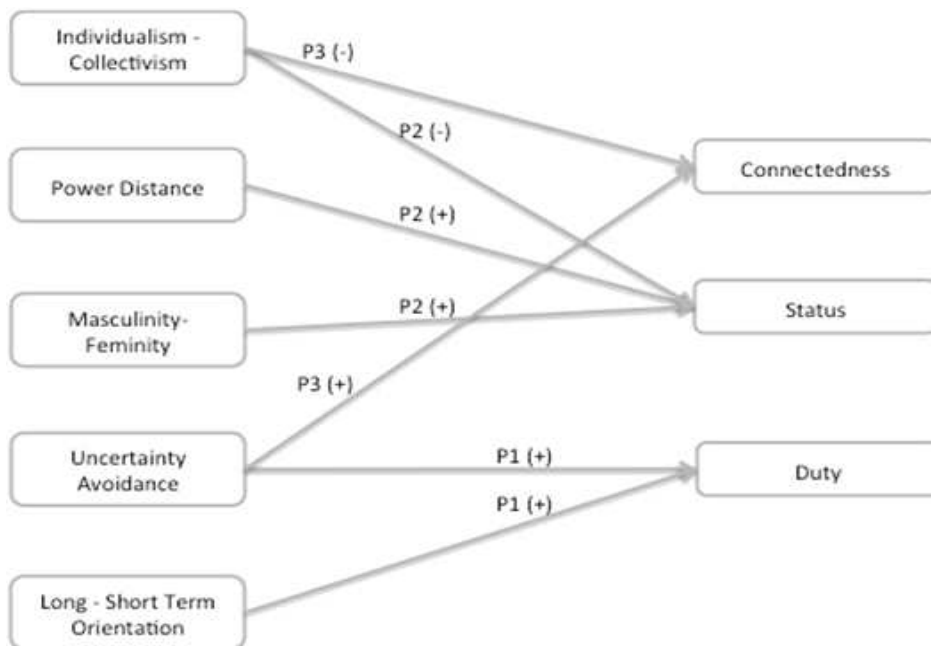 Individualism -
Collectivism
P3 (-)
P2 (-)
Connectedness
Power Distance
P2 (+)
Masculinity-
Feminity
P2 (+)
Status
P3 (+)
Uncertainty
Avoidance
P1 (+)
Duty
P1 (+)
Long - Short Term
Orientation